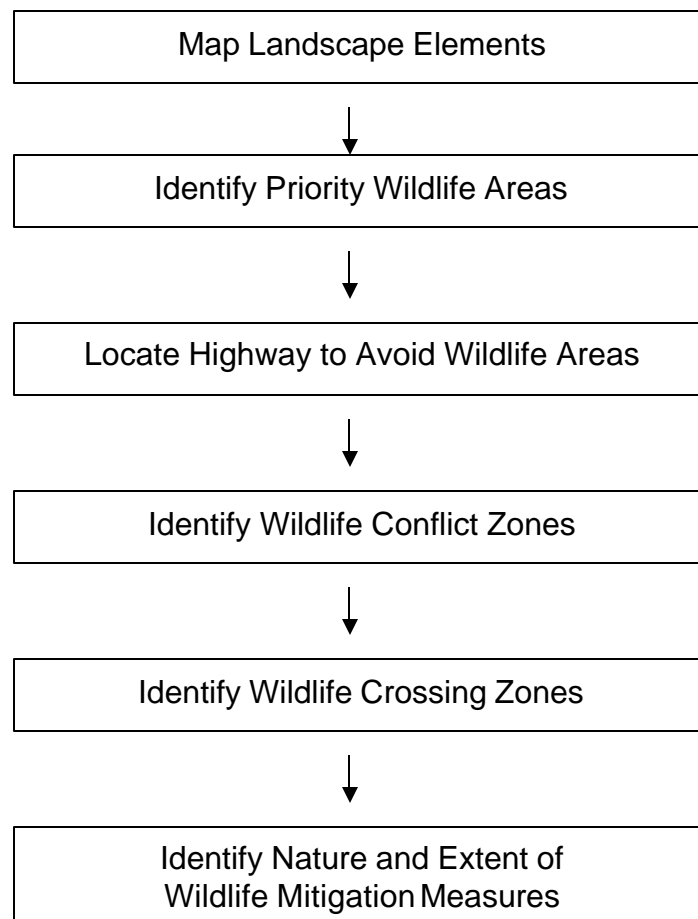 Map Landscape Elements
Identify Priority Wildlife Areas
Locate Highway to Avoid Wildlife Areas
Identify Wildlife Conflict Zones
Identify Wildlife Crossing Zones
Identify Nature and Extent of
Wildlife Mitigation Measures